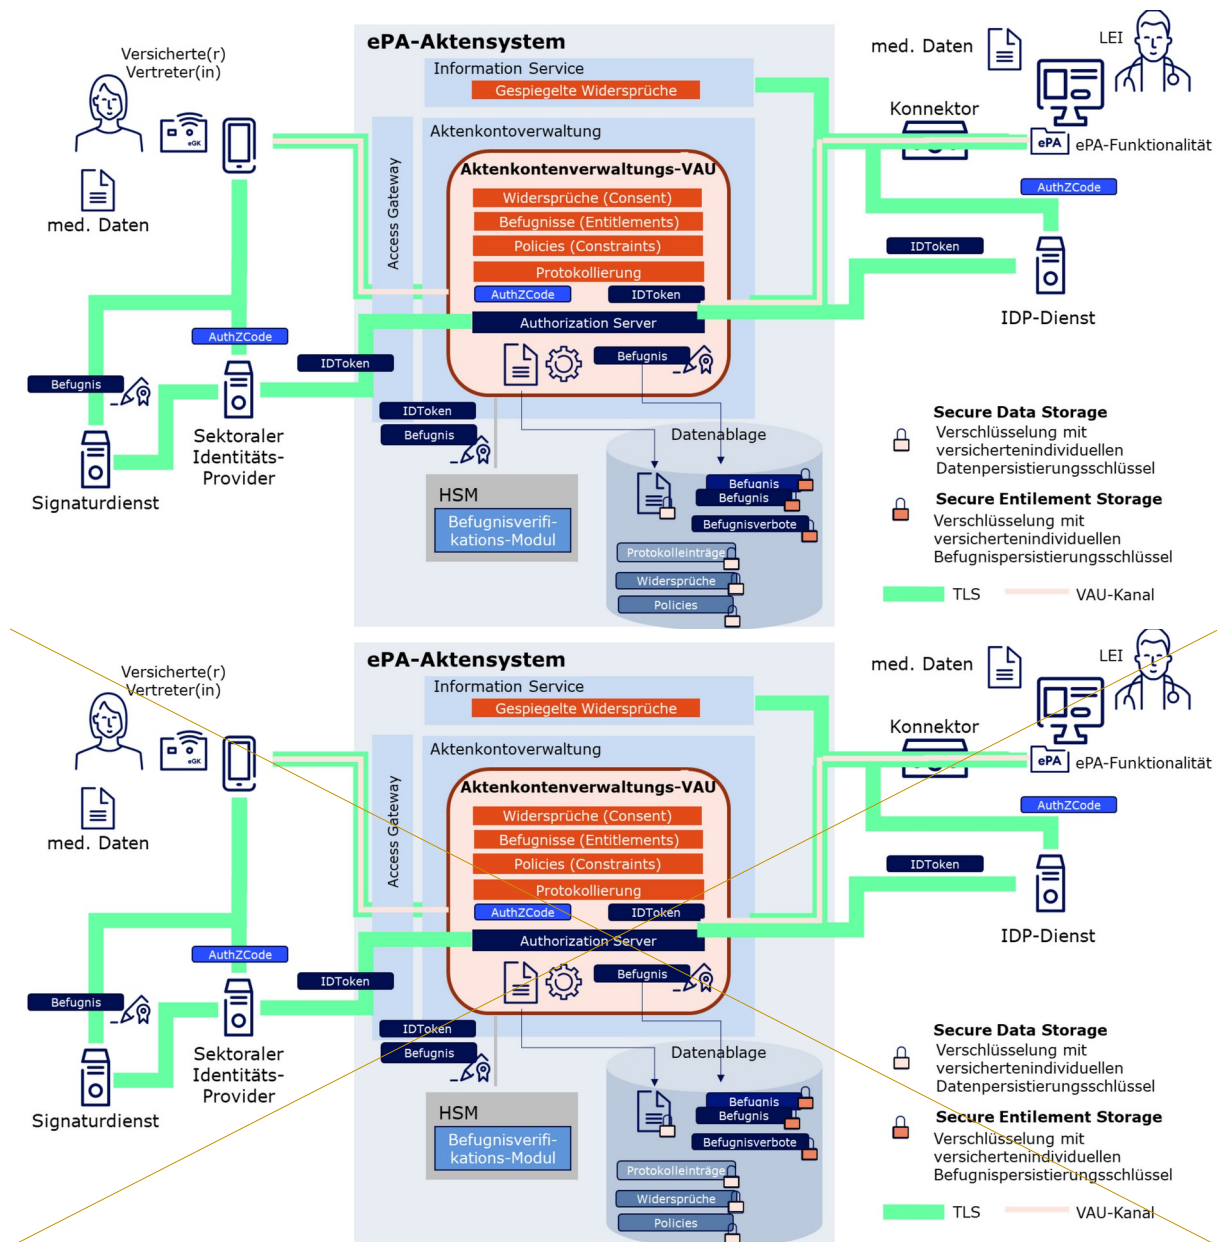 ePA-Aktensystem
Versicherte(r)
Vertreter(in)
eGK
med. Daten
Information Service
Gespiegelte Widersprüche
Access Gateway
Aktenkontoverwaltung
Aktenkontenverwaltungs-VAU
Widersprüche (Consent)
Befugnisse (Entitlements)
Policies (Constraints)
Protokollierung
AuthZCode
IDToken
Authorization Server
Befugnis
med. Daten
LEI
Konnektor
ePA
ePA-Funktionalität
AuthZCode
IDToken
IDP-Dienst
AuthZCode
IDToken
Befugnis
Sektoraler
Identitäts-
Provider
Signaturdienst
IDToken
Befugnis
HSM
Befugnisverifi-
kations-Modul
Datenablage
Befugnis
Befugnis
Befugnisverbote
Protokolleinträge
Widersprüche
Policies
Secure Data Storage
Verschlüsselung mit
versichertenindividuellen
Datenpersistierungsschlüssel
Secure Entilement Storage
Verschlüsselung mit
versichertenindividuellen
Befugnispersistierungsschlüssel
TLS
VAU-Kanal
ePA-Aktensystem
Versicherte(r)
Vertreter(in)
eGK
med. Daten
Information Service
Gespiegelte Widersprüche
Access Gateway
Aktenkontoverwaltung
Aktenkontenverwaltungs-VAU
Widersprüche (Consent)
Befugnisse (Entitlements)
Policies (Constraints)
Protokollierung
AuthZCode
IDToken
Authorization Server
Befugnis
med. Daten
LEI
Konnektor
ePA
ePA-Funktionalität
AuthZCode
IDToken
IDP-Dienst
AuthZCode
IDToken
Befugnis
Sektoraler
Identitäts-
Provider
Signaturdienst
IDToken
Befugnis
HSM
Befugnisverifi-
kations-Modul
Datenablage
Befugnis
Befugnis
Befugnisverbote
Protokolleinträge
Widersprüche
Policies
Secure Data Storage
Verschlüsselung mit
versichertenindividuellen
Datenpersistierungsschlüssel
Secure Entilement Storage
Verschlüsselung mit
versichertenindividuellen
Befugnispersistierungsschlüssel
TLS
VAU-Kanal